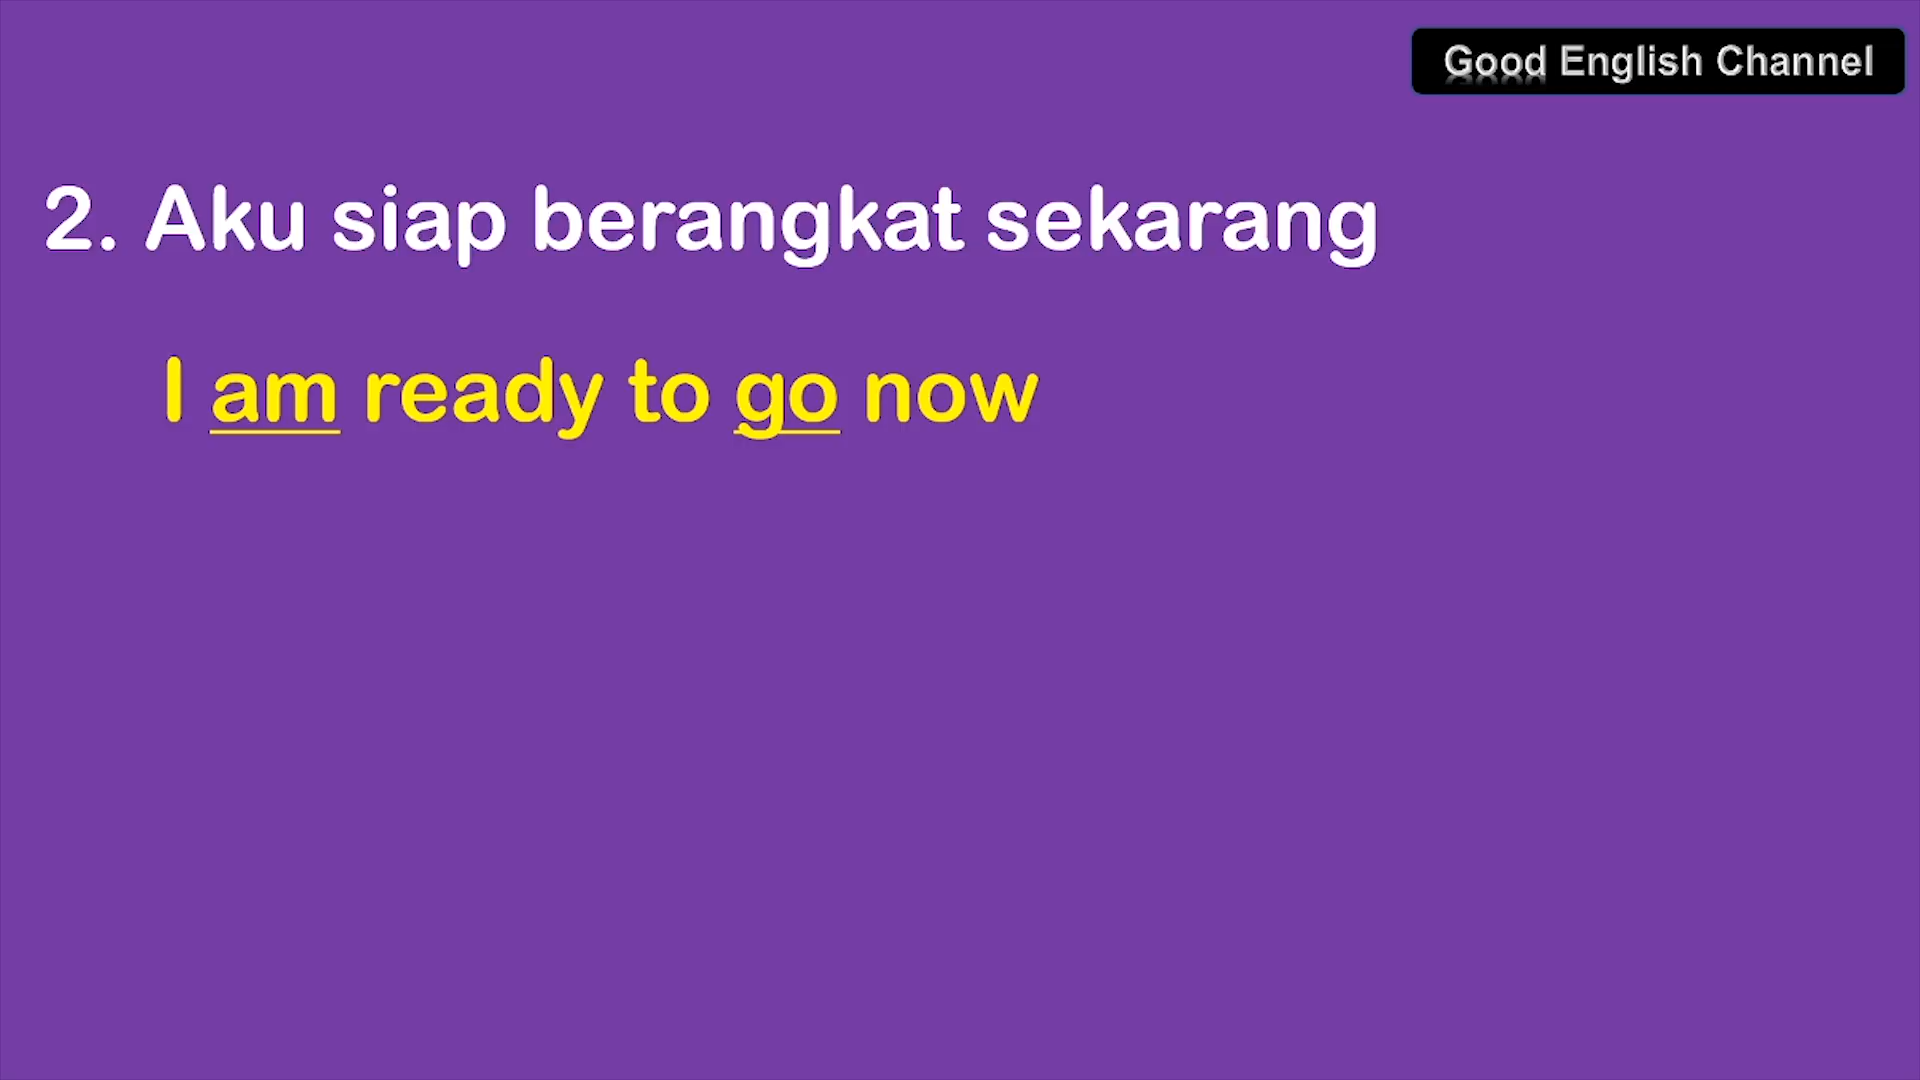 Good English Channel
2. Aku siap berangkat sekarang
I am ready to go now